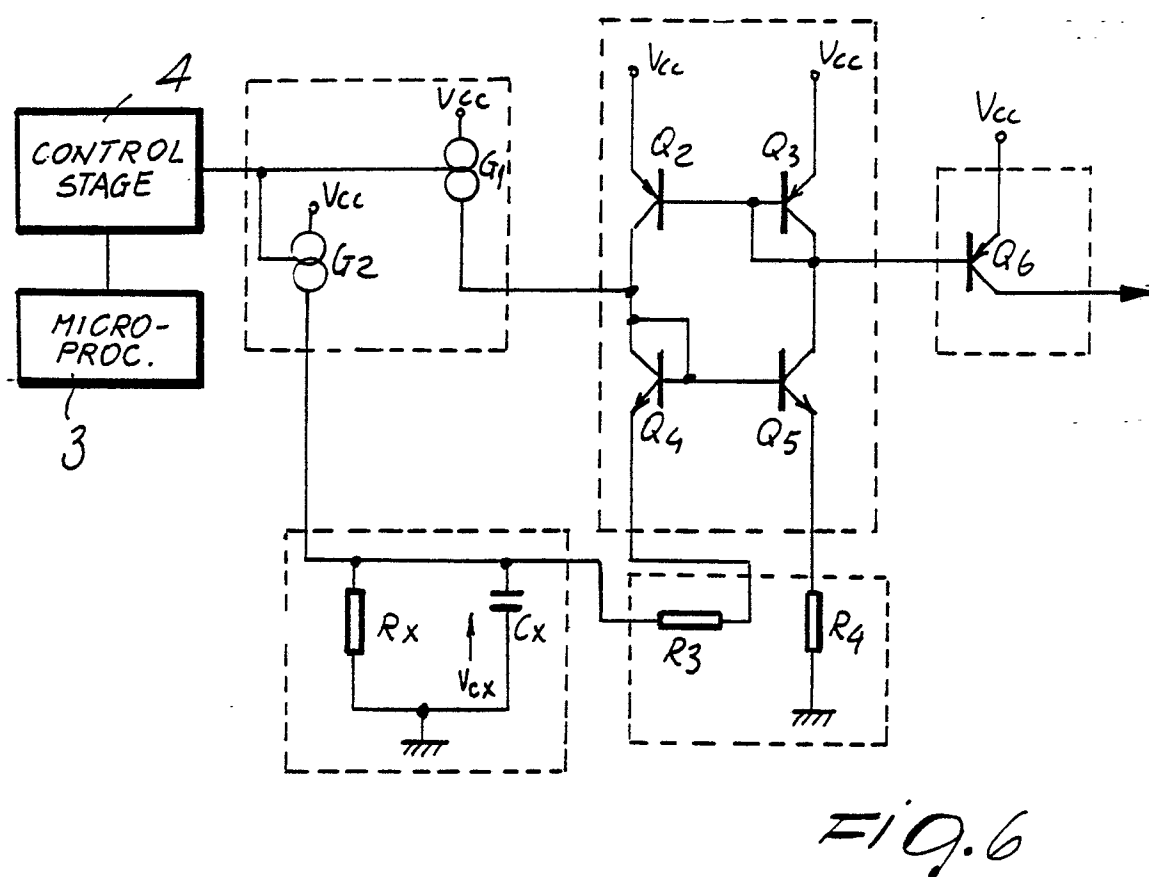 4
CONTROL
STAGE
MICRO-
PROC.
3
Vcc
G1
Vcc
G2
Vcc
Vcc
Q2
Q3
Q4
Q5
Vcc
Q6
Rx
Cx
Vcx
R3
R4
FIG.6